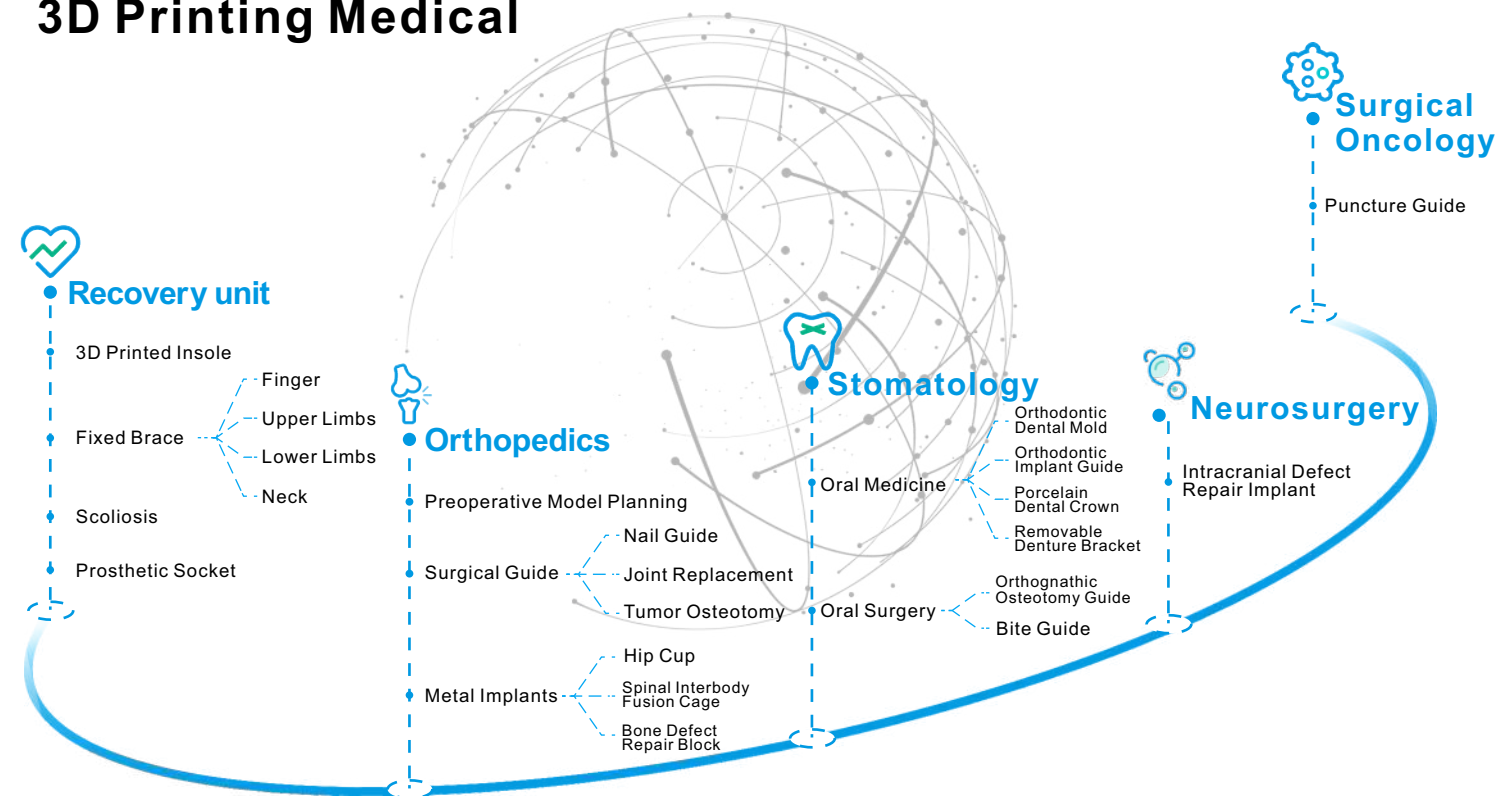 3D Printing Medical
Surgical
Oncology
Puncture Guide
Recovery unit
3D Printed Insole
Fixed Brace
Finger
Upper Limbs
Lower Limbs
Neck
Scoliosis
Prosthetic Socket
Orthopedics
Preoperative Model Planning
Surgical Guide
Nail Guide
Joint Replacement
Tumor Osteotomy
Metal Implants
Hip Cup
Spinal Interbody
Fusion Cage
Bone Defect
Repair Block
Stomatology
Oral Medicine
Orthodontic
Dental Mold
Orthodontic
Implant Guide
Porcelain
Dental Crown
Removable
Denture Bracket
Oral Surgery
Orthognathic
Osteotomy Guide
Bite Guide
Neurosurgery
Intracranial Defect
Repair Implant